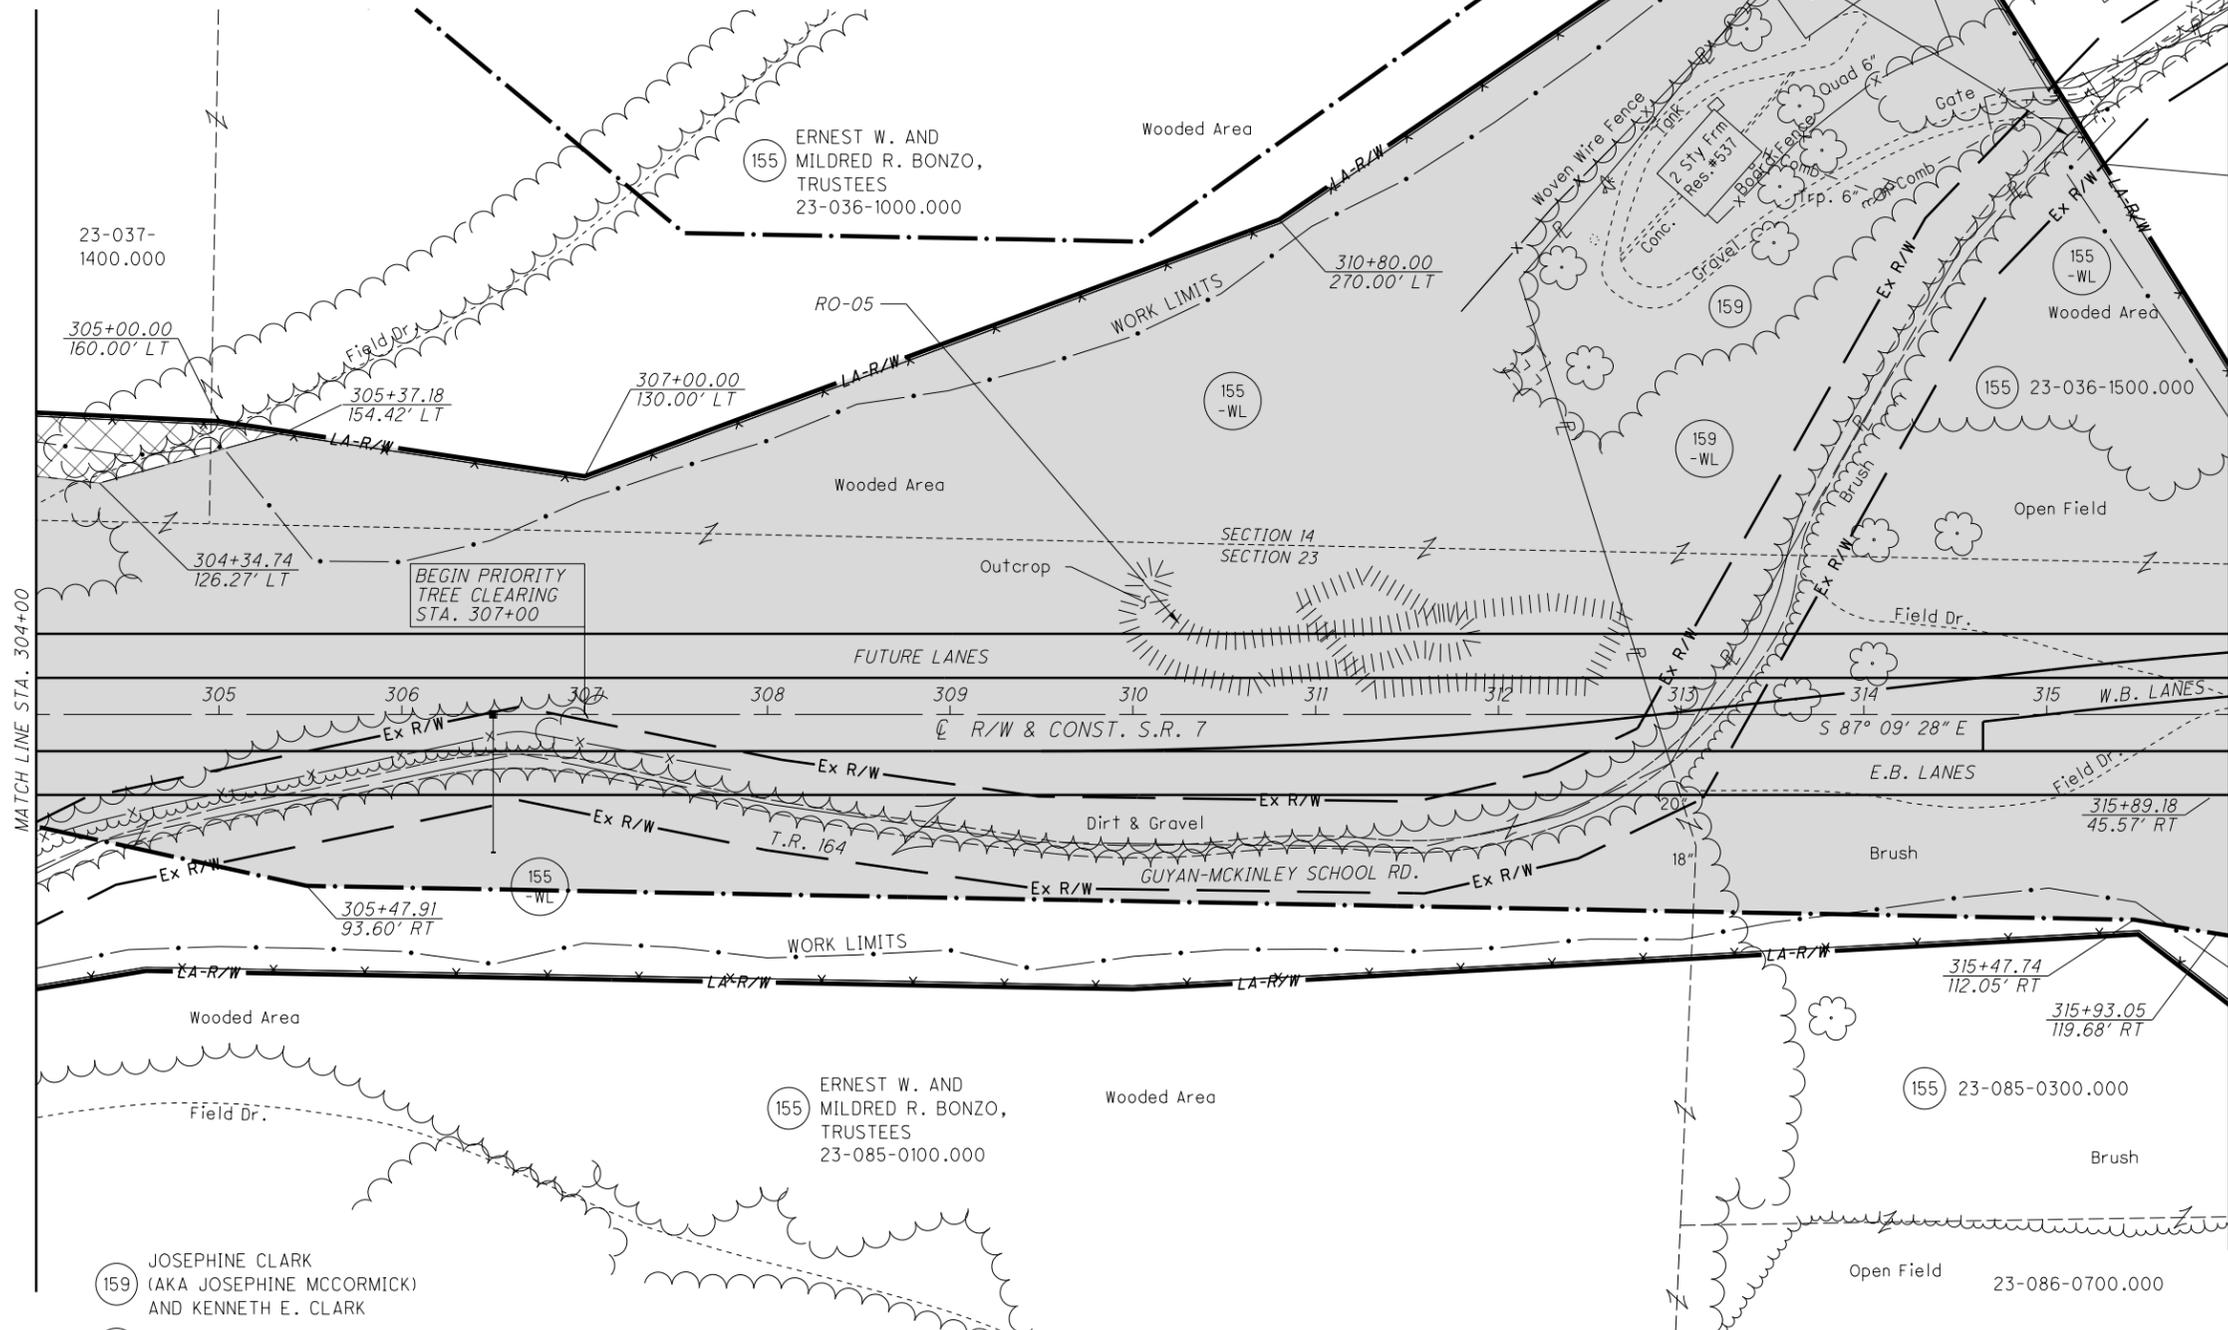 ERNEST W. AND
MILDRED R. BONZO,
TRUSTEES
23-036-1000.000
155
Wooded Area
23-037-
1400.000
305+00.00
160.00' LT
Field Dr.
305+37.18
154.42' LT
307+00.00
130.00' LT
RO-05
WORK LIMITS
310+80.00
270.00' LT
LA-R/W
LA-R/W
LA-R/W
LA-R/W
Woven Wire Fence
Tank
2 Sty Frm
Res.#537
Board Fence
Quad 6"
Gate
Comb.
Trp. 6"
Comb
Conc.
Gravel
159
Ex R/W
Ex R/W
155
-WL
Wooded Area
155
23-036-1500.000
155
-WL
159
-WL
Wooded Area
Brush
Open Field
SECTION 14
SECTION 23
304+34.74
126.27' LT
BEGIN PRIORITY
TREE CLEARING
STA. 307+00
Outcrop
Ex R/W
Ex R/W
Field Dr.
MATCH LINE STA. 304+00
FUTURE LANES
305
306
307
308
309
310
311
312
313
314
315
W.B. LANES
Ex R/W
℄ R/W & CONST. S.R. 7
S 87° 09' 28" E
Ex R/W
E.B. LANES
Field Dr.
Ex R/W
20"
315+89.18
45.57' RT
Ex R/W
Dirt & Gravel
T.R. 164
18"
Brush
GUYAN-MCKINLEY SCHOOL RD.
Ex R/W
Ex R/W
Ex R/W
155
-WL
305+47.91
93.60' RT
WORK LIMITS
LA-R/W
LA-R/W
LA-R/W
LA-R/W
315+47.74
112.05' RT
315+93.05
119.68' RT
Wooded Area
Field Dr.
155
ERNEST W. AND
MILDRED R. BONZO,
TRUSTEES
23-085-0100.000
Wooded Area
155
23-085-0300.000
Brush
Open Field
23-086-0700.000
159
JOSEPHINE CLARK
(AKA JOSEPHINE MCCORMICK)
AND KENNETH E. CLARK